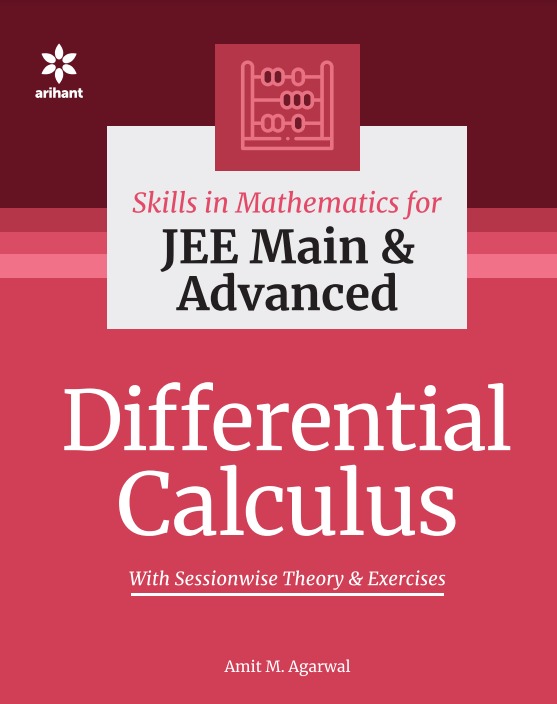 arihant
Skills in Mathematics for
JEE Main &
Advanced
Differential
Calculus
With Sessionwise Theory & Exercises
Amit M. Agarwal